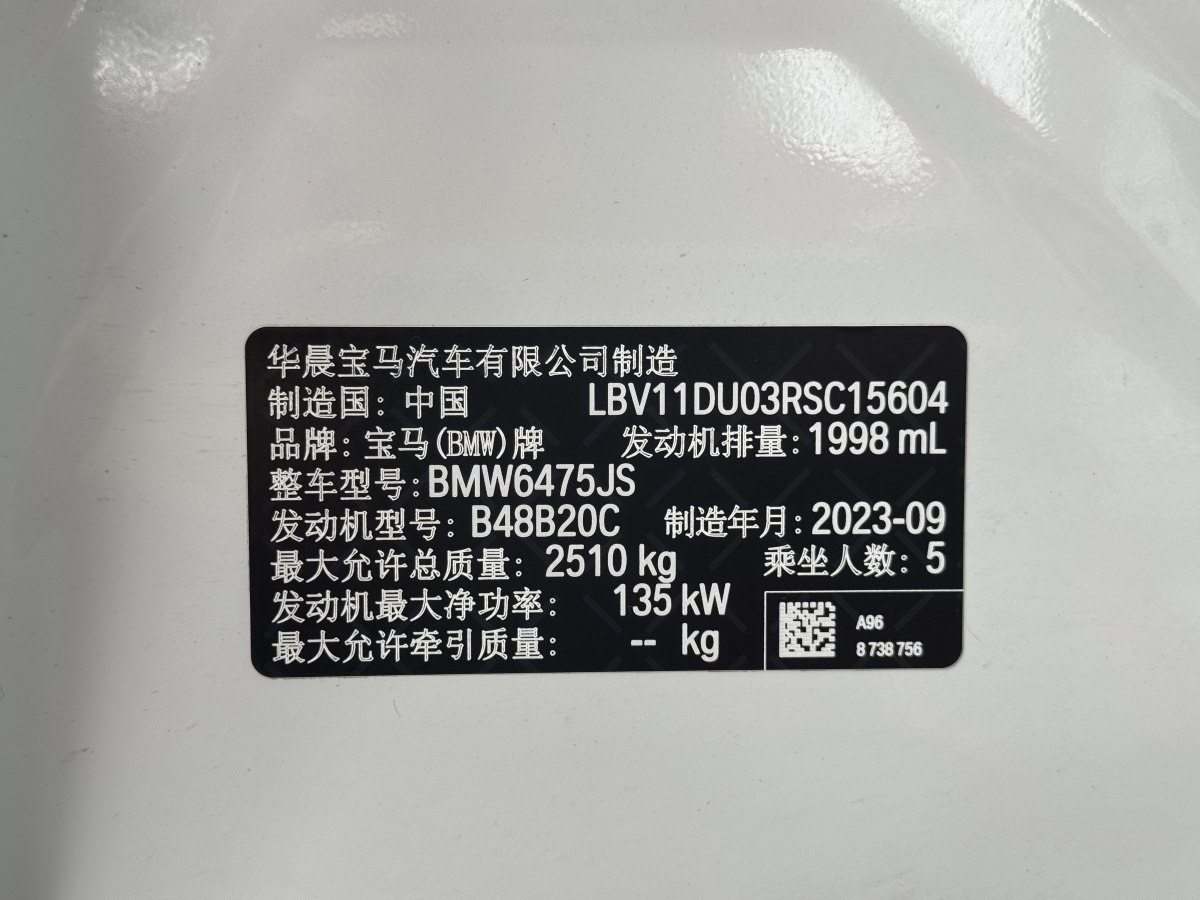 华晨宝马汽车有限公司制造
制造国：中国 LBV11DU03RSC15604
品牌：宝马(BMW)牌 发动机排量：1998 mL
整车型号：BMW6475JS
发动机型号：B48B20C 制造年月：2023-09
最大允许总质量：2510 kg 乘坐人数：5
发动机最大净功率：135 kW
最大允许牵引质量：-- kg
A96
8 738 756